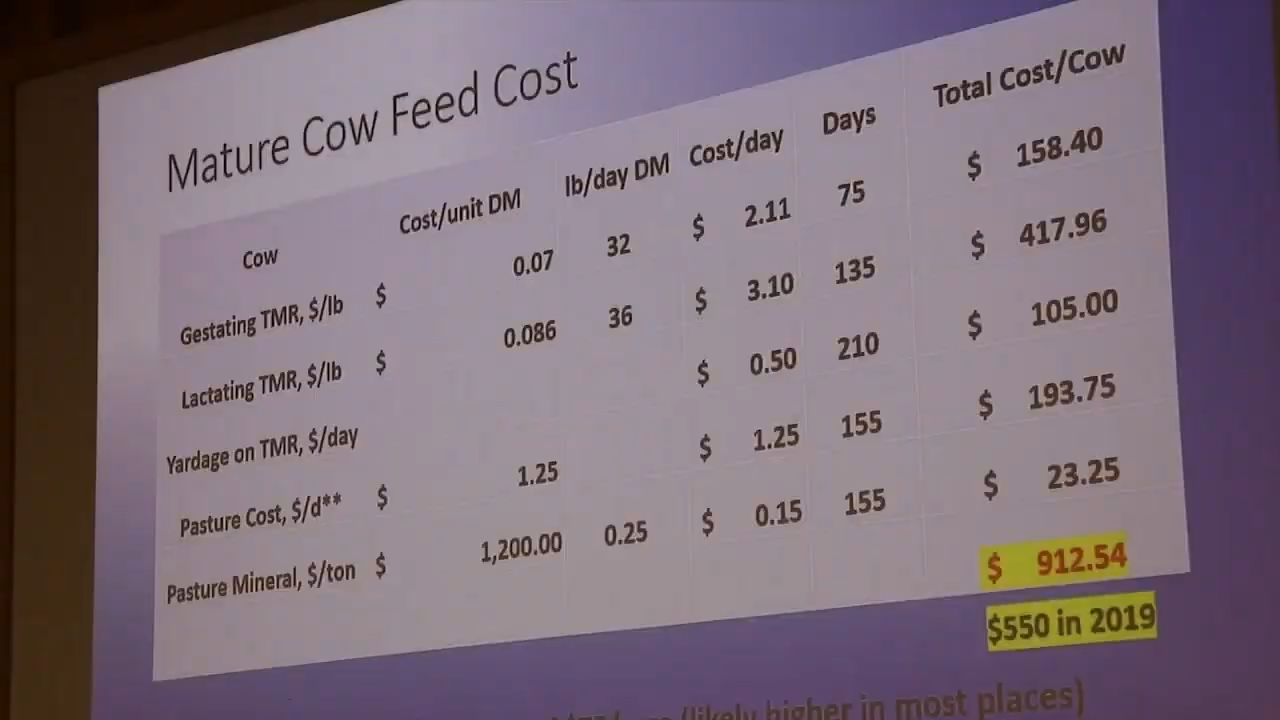 Mature Cow Feed Cost
Cow Cost/unit DM lb/day DM Cost/day Days Total Cost/Cow
Gestating TMR, $/lb $ 0.07 32 $ 2.11 75 $ 158.40
Lactating TMR, $/lb $ 0.086 36 $ 3.10 135 $ 417.96
Yardage on TMR, $/day $ 0.50 210 $ 105.00
Pasture Cost, $/d** $ 1.25 $ 1.25 155 $ 193.75
Pasture Mineral, $/ton $ 1,200.00 0.25 $ 0.15 155 $ 23.25
$ 912.54
$550 in 2019
(likely higher in most places)